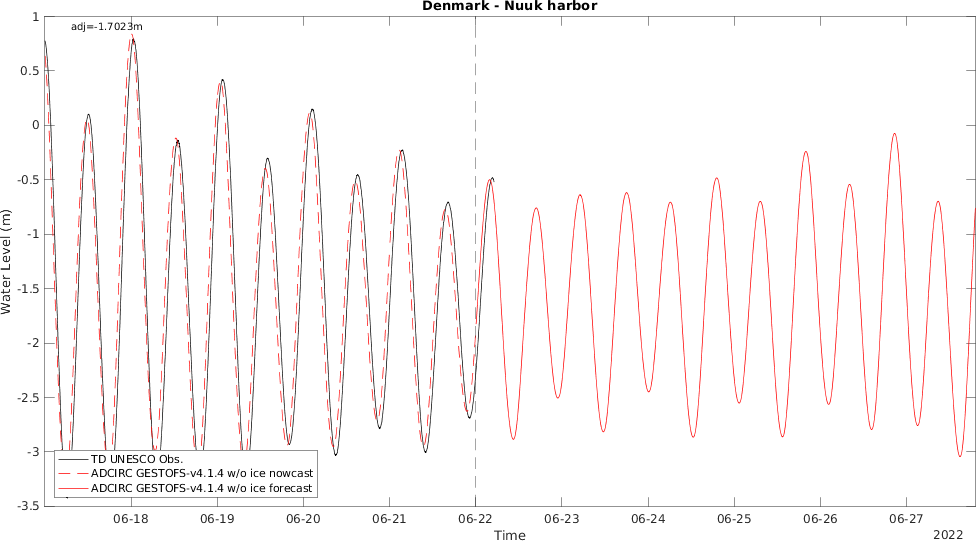 Denmark - Nuuk harbor
adj=-1.7023m
1
0.5
0
-0.5
-1
-1.5
-2
-2.5
-3
-3.5
Water Level (m)
TD UNESCO Obs.
ADCIRC GESTOFS-v4.1.4 w/o ice nowcast
ADCIRC GESTOFS-v4.1.4 w/o ice forecast
06-18 06-19 06-20 06-21 06-22 06-23 06-24 06-25 06-26 06-27
Time
2022